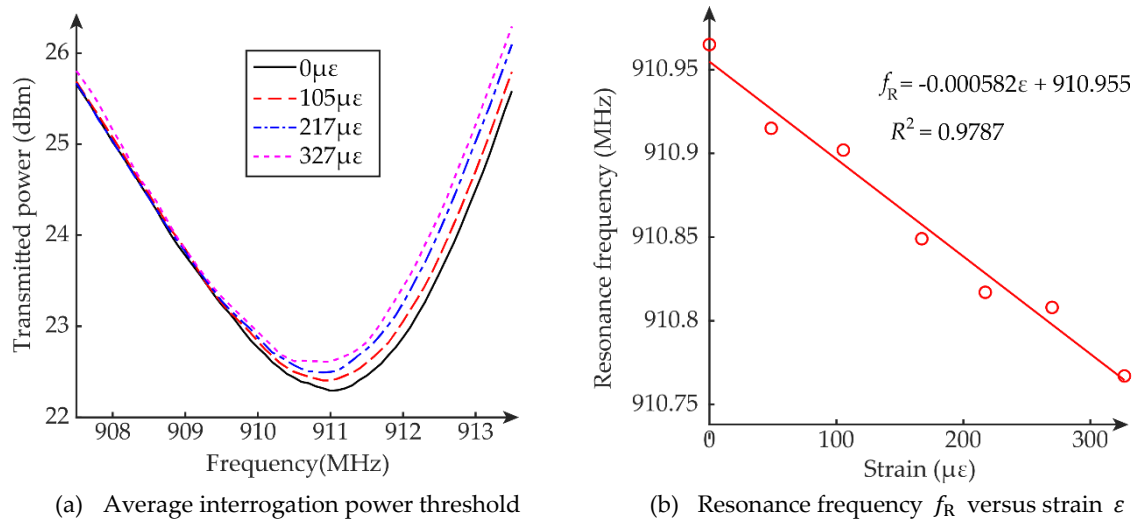 26
25
24
23
22
Transmitted power (dBm)
0με
105με
217με
327με
908 909 910 911 912 913
Frequency(MHz)
(a) Average interrogation power threshold
910.95
910.9
910.85
910.8
910.75
Resonance frequency (MHz)
f_R= -0.000582ε + 910.955
R² = 0.9787
0 100 200 300
Strain (με)
(b) Resonance frequency f_R versus strain ε